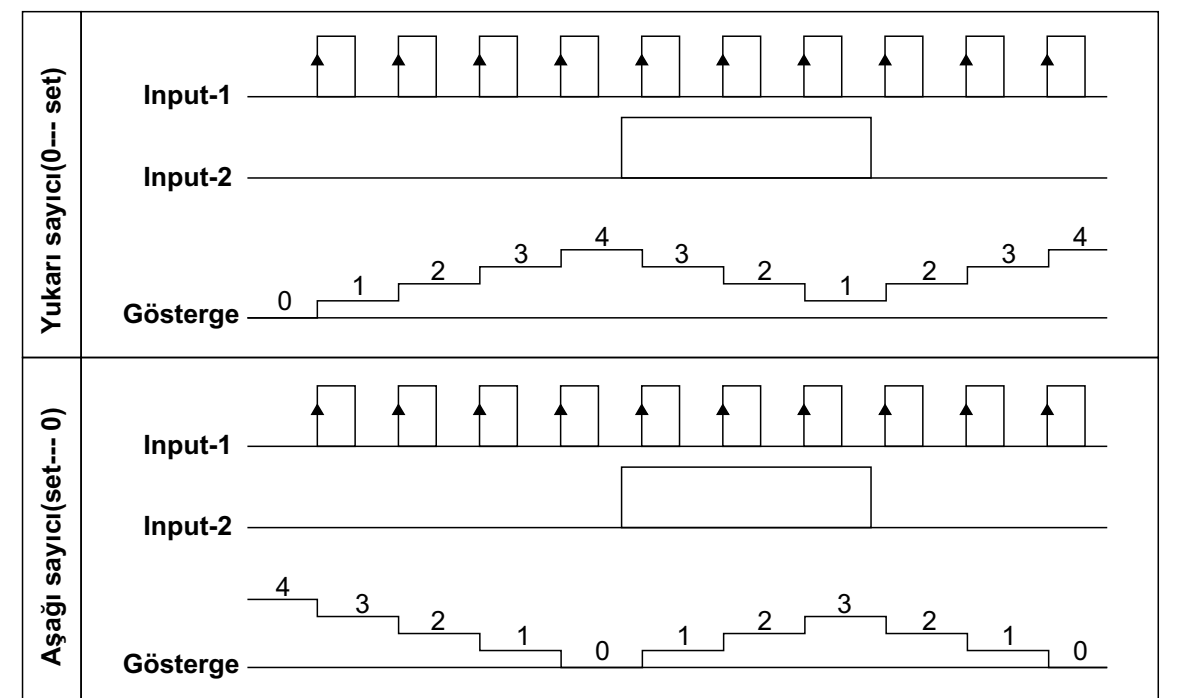 Yukarı sayıcı(0--- set)
Input-1
Input-2
4
3 3
2 2
1 1
0
4
3
2
Gösterge
Aşağı sayıcı(set--- 0)
Input-1
Input-2
4
3 3
2 2 2
1 1 1
0 0
Gösterge